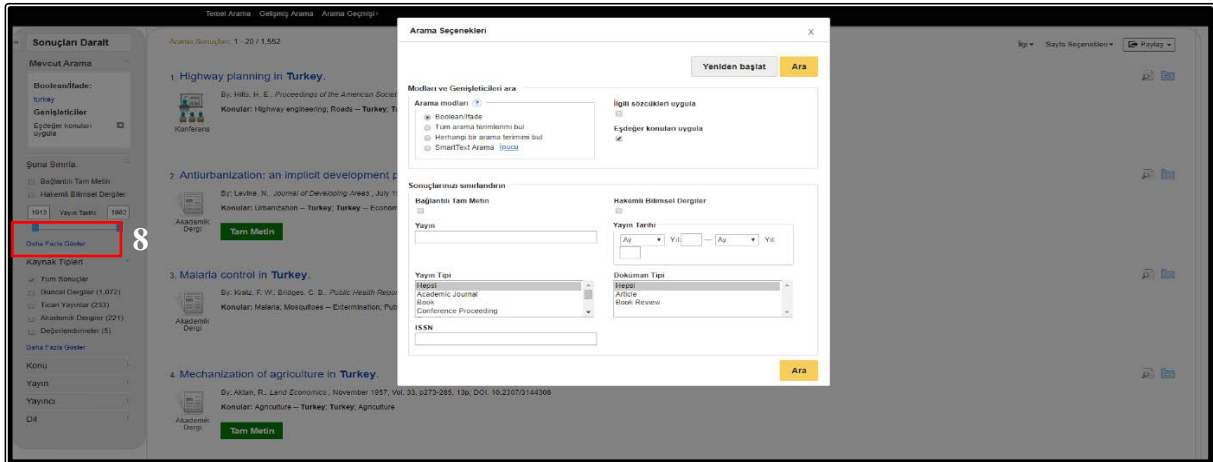 Temel Arama Gelişmiş Arama Arama Geçmişi
Sonuçları Daralt
Mevcut Arama
Boolean/İfade:
turkey
Genişleticiler
Eşdeğer konuları
uygula
Şuna Sınırla:
Bağlantılı Tam Metin
Hakemli Bilimsel Dergiler
Yayın Tarihi
Daha Fazla Göster
8
Kaynak Tipleri
Tüm Sonuçlar
Güncel Dergiler (1,072)
Ticari Yayınlar (233)
Akademik Dergiler (221)
Değerlendirmeler (5)
Daha Fazla Göster
Konu
Yayın
Yayıncı
Dil
Arama Sonuçları: 1 - 20 / 1,552
İlgi Sayfa Seçenekleri Paylaş
1. Highway planning in Turkey.
By: Hilts, H. E.. Proceedings of the American Societ
Konular: Highway engineering; Roads -- Turkey; T
Konferans
2. Antiurbanization: an implicit development p
By: Levine, N.. Journal of Developing Areas , July 1
Konular: Urbanization -- Turkey; Turkey -- Econom
Akademik
Dergi
Tam Metin
3. Malaria control in Turkey.
By: Kratz, F. W.; Bridges, C. B.. Public Health Repor
Konular: Malaria; Mosquitoes -- Extermination; Pub
Akademik
Dergi
4. Mechanization of agriculture in Turkey.
By: Aktan, R.. Land Economics , November 1957, Vol. 33, p273-285, 13p, DOI: 10.2307/3144306
Konular: Agriculture -- Turkey; Turkey; Agriculture
Akademik
Dergi
Tam Metin
Arama Seçenekleri X
Yeniden başlat Ara
Modları ve Genişleticileri ara
Arama modları ?
Boolean/İfade
Tüm arama terimlerimi bul
Herhangi bir arama terimimi bul
SmartText Arama İpucu
İlgili sözcükleri uygula
Eşdeğer konuları uygula
Sonuçlarınızı sınırlandırın
Bağlantılı Tam Metin
Hakemli Bilimsel Dergiler
Yayın
Yayın Tarihi
Ay Yıl: — Ay Yıl:
Yayın Tipi
Hepsi
Academic Journal
Book
Conference Proceeding
Doküman Tipi
Hepsi
Article
Book Review
ISSN
Ara